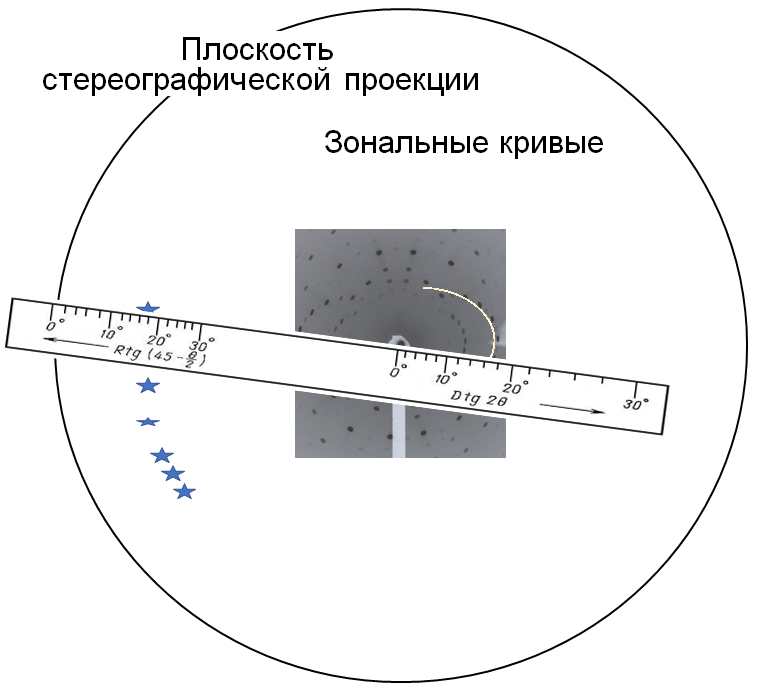 Плоскость
стереографической проекции
Зональные кривые
0° 10° 20° 30°
Rtg (45 - θ/2)
0° 10° 20° 30°
Dtg 2θ